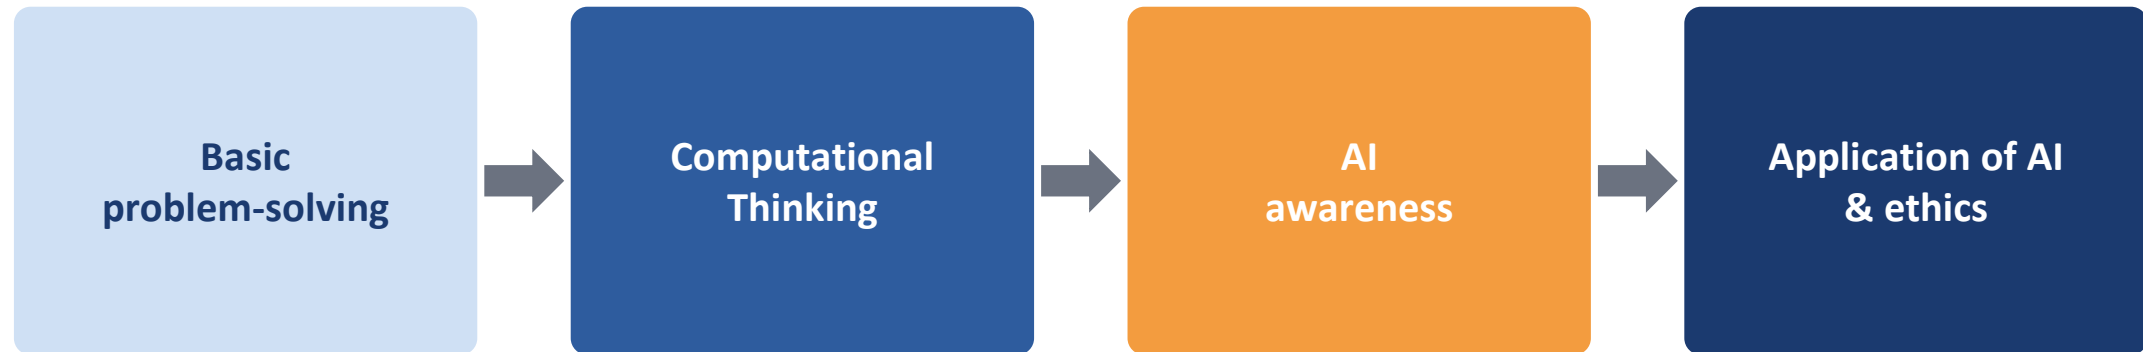 Basic
problem-solving
Computational
Thinking
AI
awareness
Application of AI
& ethics